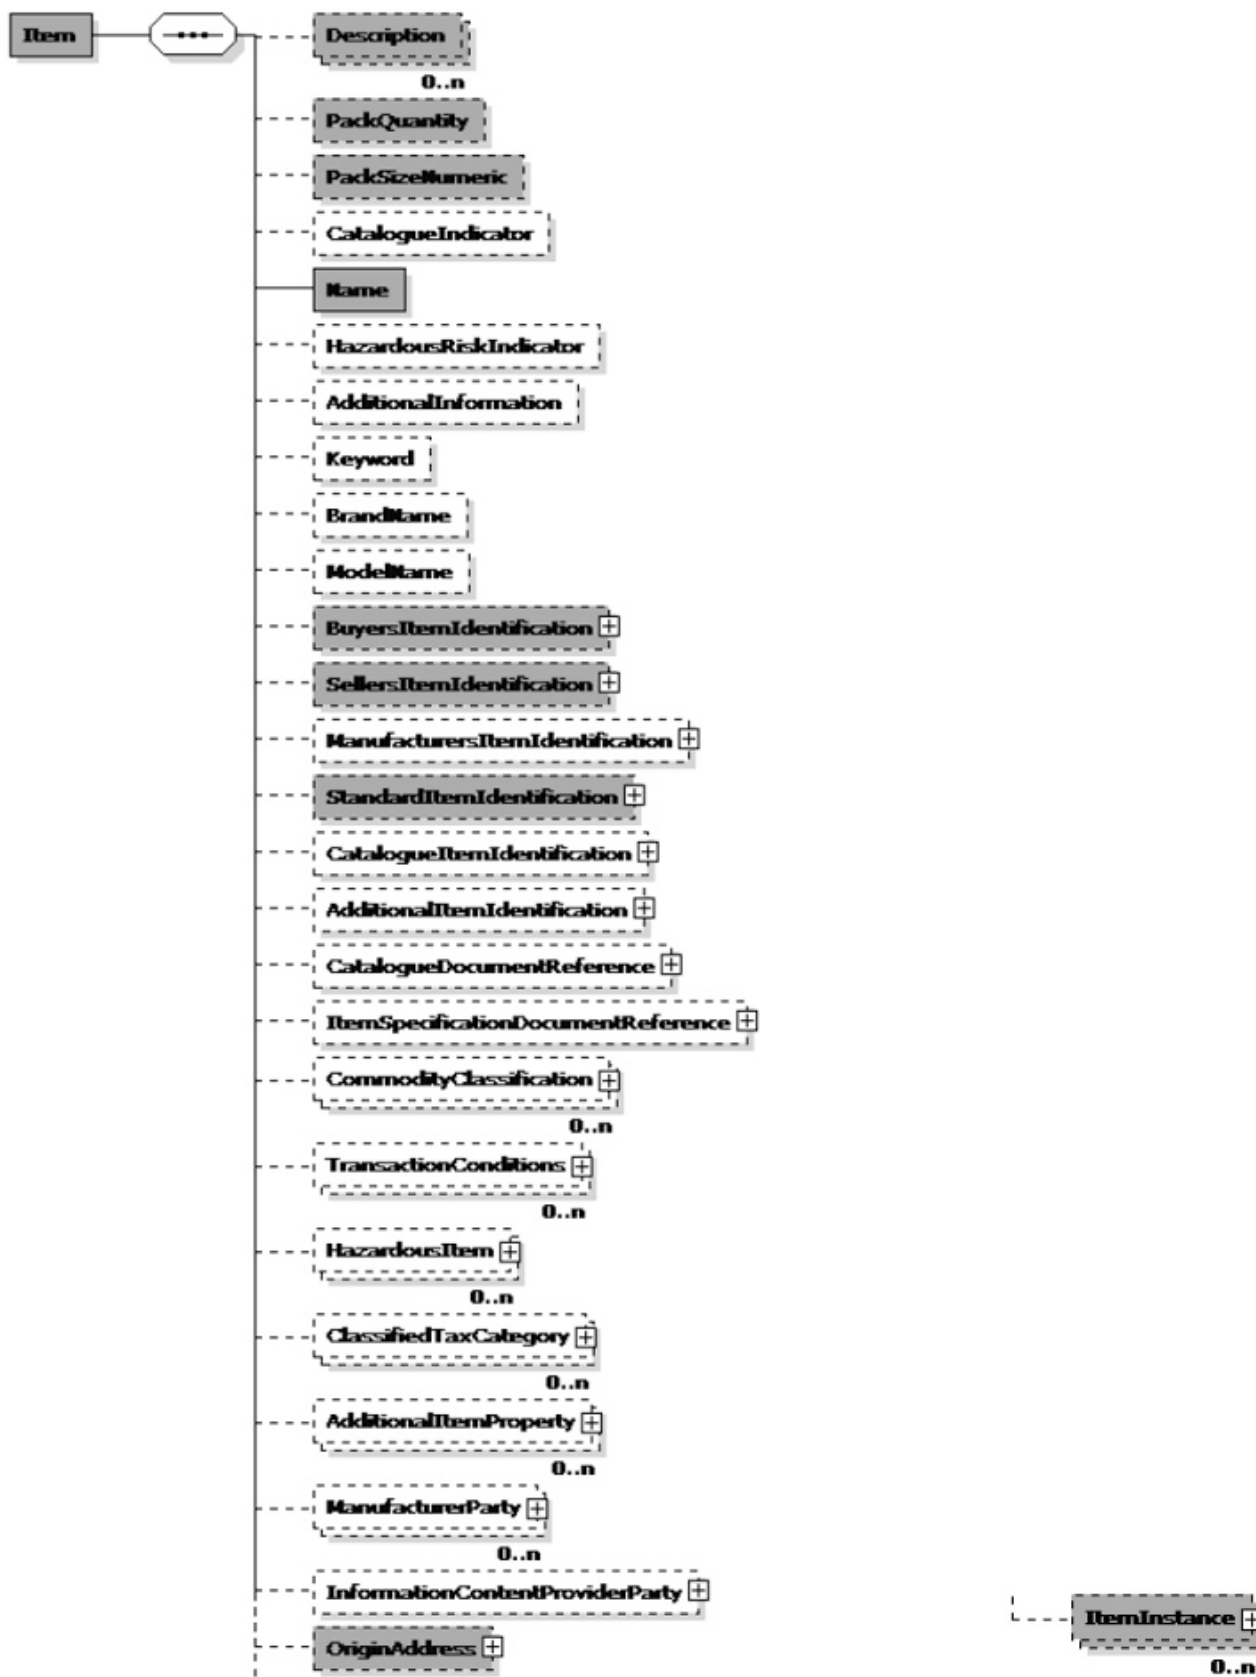 Item
Description
0..n
PackQuantity
PackSizeNumeric
CatalogueIndicator
Name
HazardousRiskIndicator
AdditionalInformation
Keyword
BrandName
ModelName
BuyersItemIdentification
SellersItemIdentification
ManufacturersItemIdentification
StandardItemIdentification
CatalogueItemIdentification
AdditionalItemIdentification
CatalogueDocumentReference
ItemSpecificationDocumentReference
CommodityClassification
0..n
TransactionConditions
0..n
HazardousItem
0..n
ClassifiedTaxCategory
0..n
AdditionalItemProperty
0..n
ManufacturerParty
0..n
InformationContentProviderParty
OriginAddress
ItemInstance
0..n